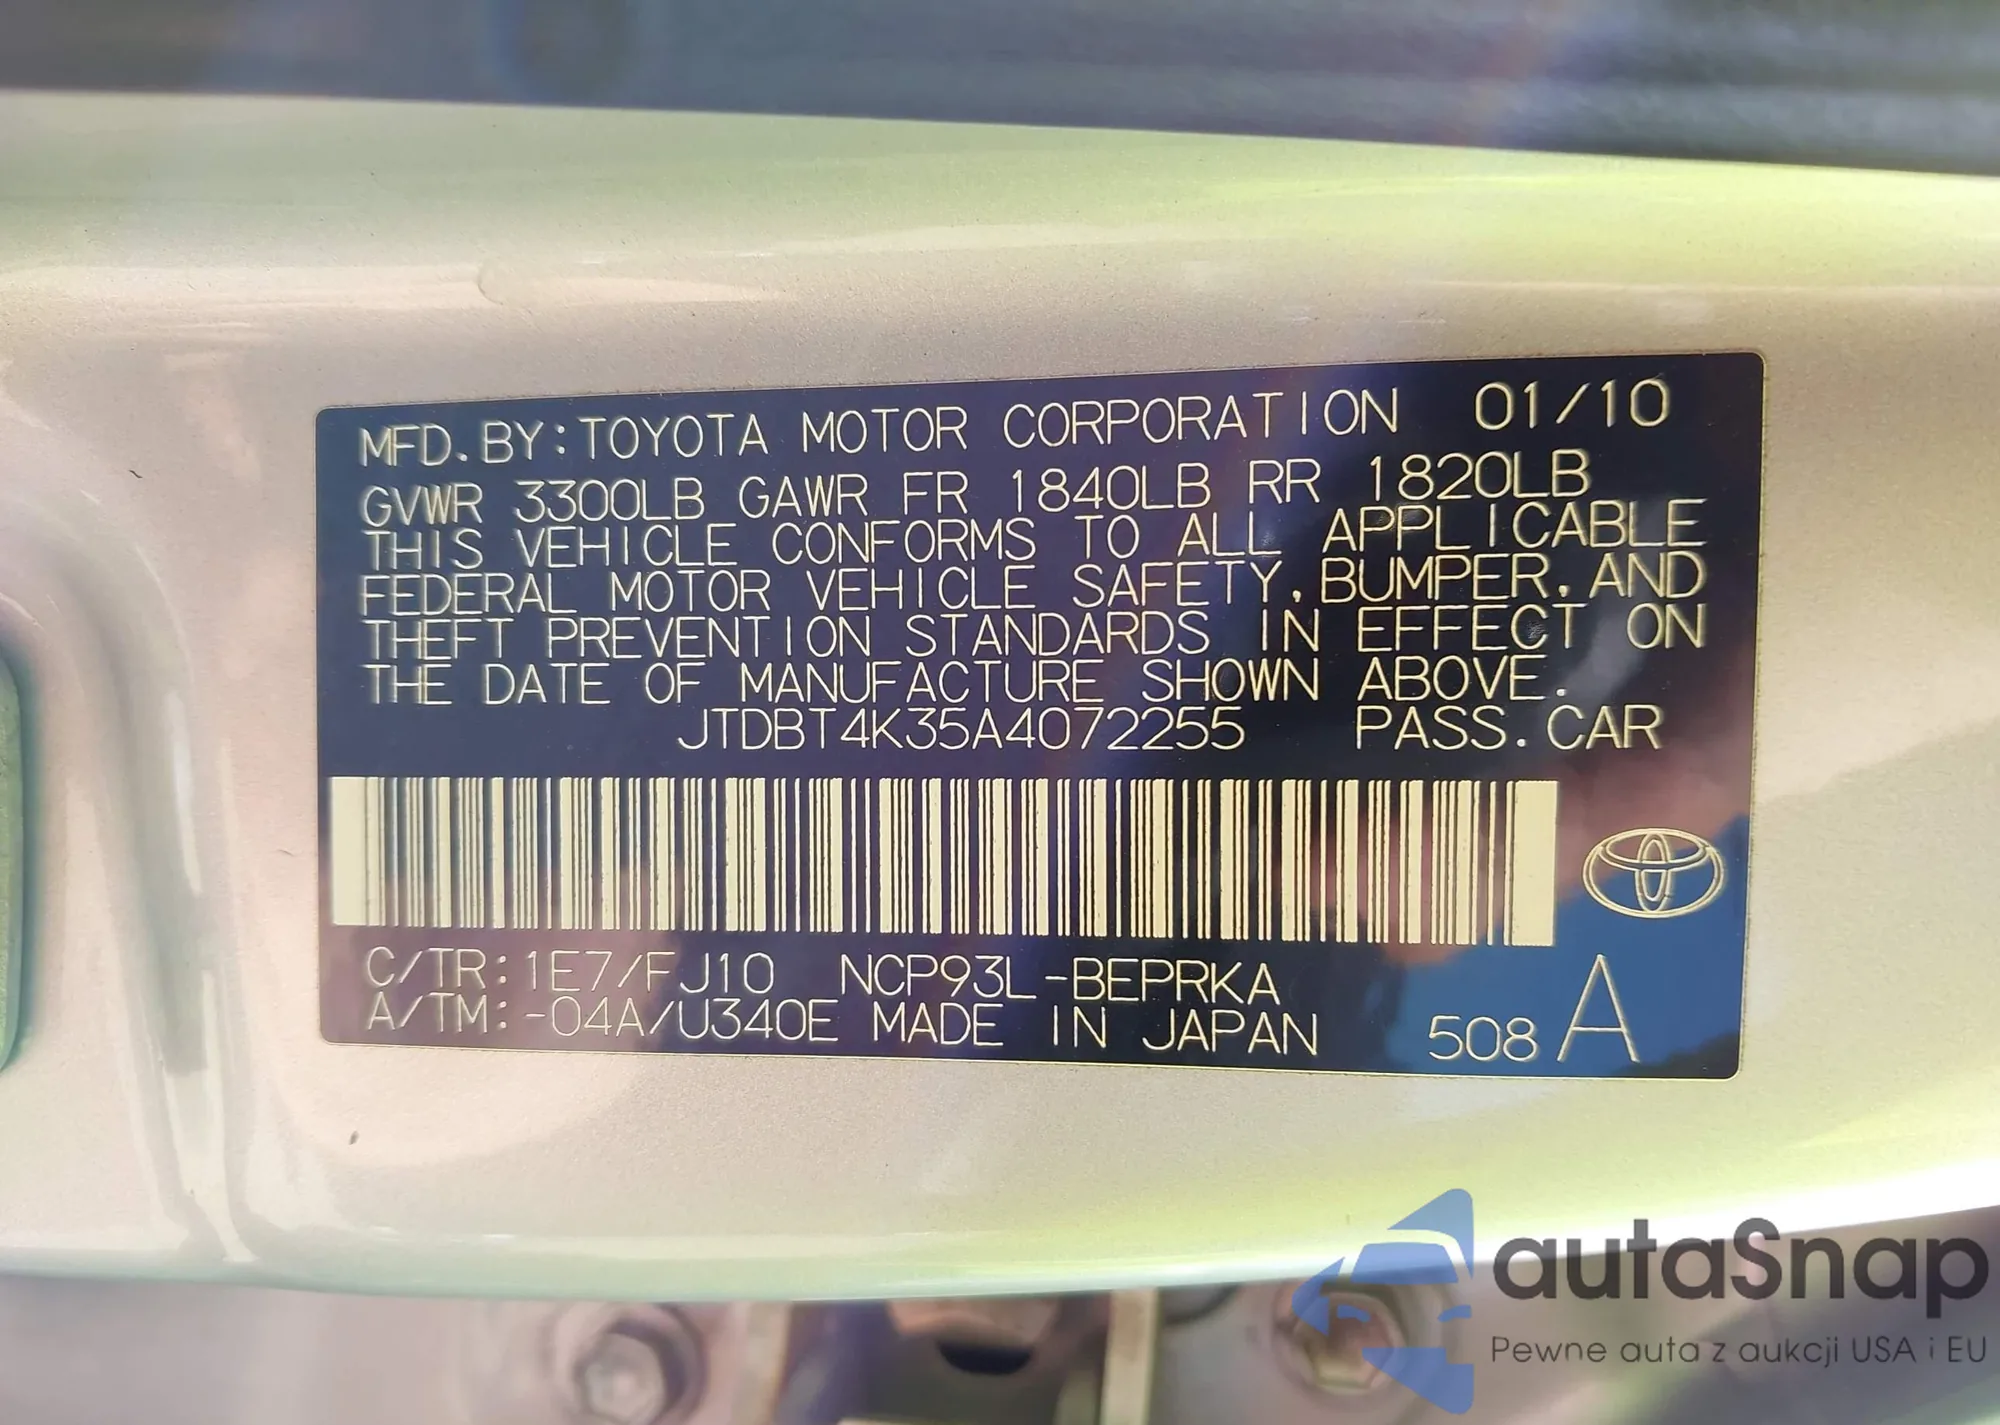 MFD.BY:TOYOTA MOTOR CORPORATION 01/10
GVWR 3300LB GAWR FR 1840LB RR 1820LB
THIS VEHICLE CONFORMS TO ALL APPLICABLE
FEDERAL MOTOR VEHICLE SAFETY, BUMPER, AND
THEFT PREVENTION STANDARDS IN EFFECT ON
THE DATE OF MANUFACTURE SHOWN ABOVE.
JTDBT4K35A4072255 PASS.CAR
C/TR:1E7/FJ10 NCP93L-BEPRKA
A/TM:-04A/U340E MADE IN JAPAN 508 A
autaSnap
Pewne auta z aukcji USA i EU